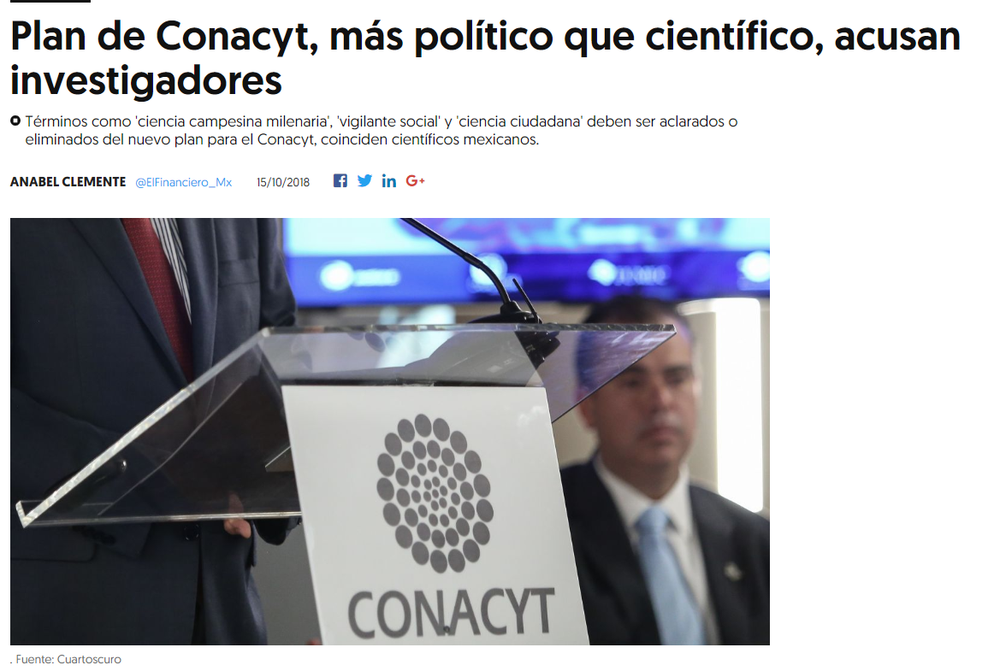 Plan de Conacyt, más político que científico, acusan
investigadores
Términos como 'ciencia campesina milenaria', 'vigilante social' y 'ciencia ciudadana' deben ser aclarados o
eliminados del nuevo plan para el Conacyt, coinciden científicos mexicanos.
ANABEL CLEMENTE @ElFinanciero_Mx 15/10/2018 G+
CONACYT
. Fuente: Cuartoscuro